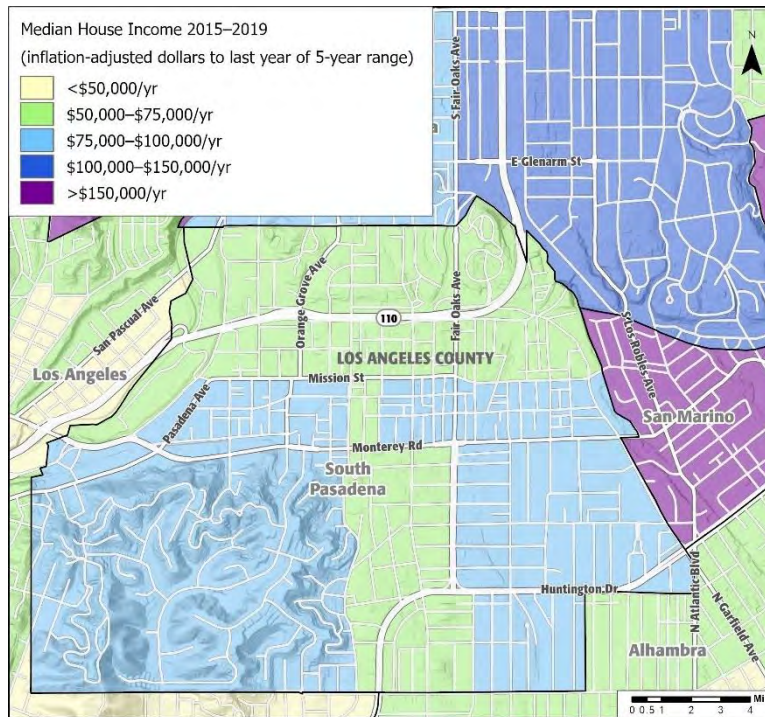 Median House Income 2015–2019
(inflation-adjusted dollars to last year of 5-year range)
<$50,000/yr
$50,000–$75,000/yr
$75,000–$100,000/yr
$100,000–$150,000/yr
>$150,000/yr
S Fair Oaks Ave
N
E Glenarm St
Orange Grove Ave
Fair Oaks Ave
San Pascual Ave
110
S Los Robles Ave
LOS ANGELES COUNTY
Los Angeles
Mission St
Pasadena Ave
San Marino
Monterey Rd
South
Pasadena
Huntington Dr
N Atlantic Blvd
N Garfield Ave
Alhambra
Mi
0 0.5 1 2 3 4